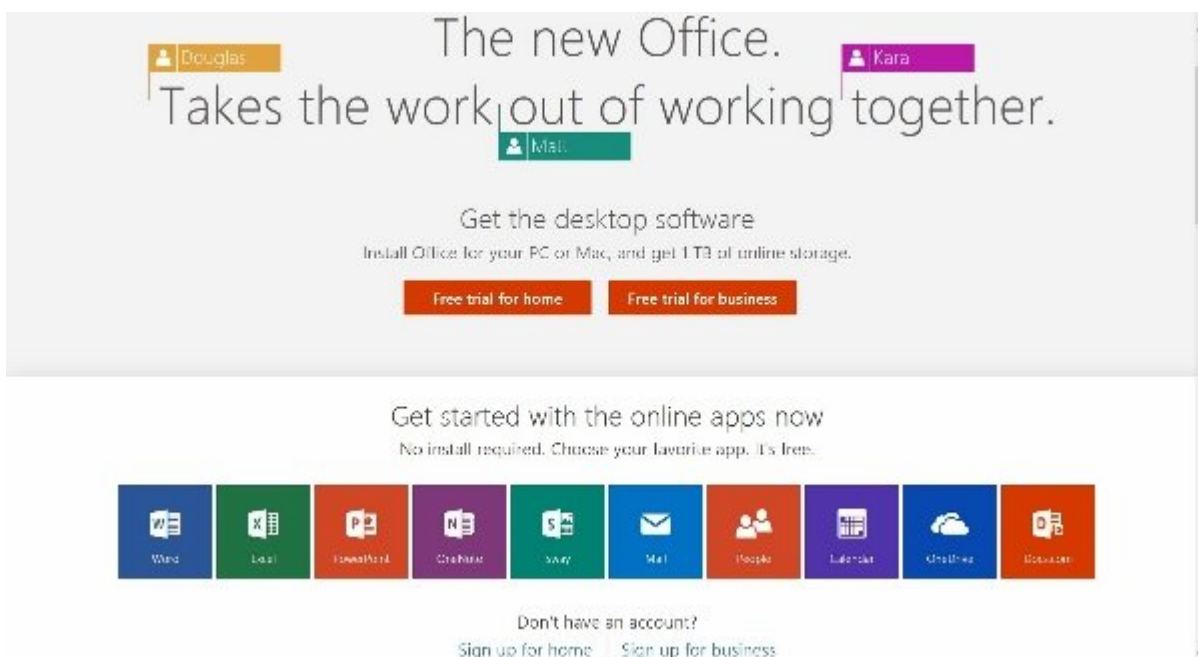 The new Office.
Douglas
Kara
Takes the work out of working together.
Matt
Get the desktop software
Install Office for your PC or Mac, and get 1 TB of online storage.
Free trial for home Free trial for business
Get started with the online apps now
No install required. Choose your favorite app. It's free.
Word Excel PowerPoint OneNote Sway Mail People Calendar OneDrive Docs.com
Don't have an account?
Sign up for home Sign up for business